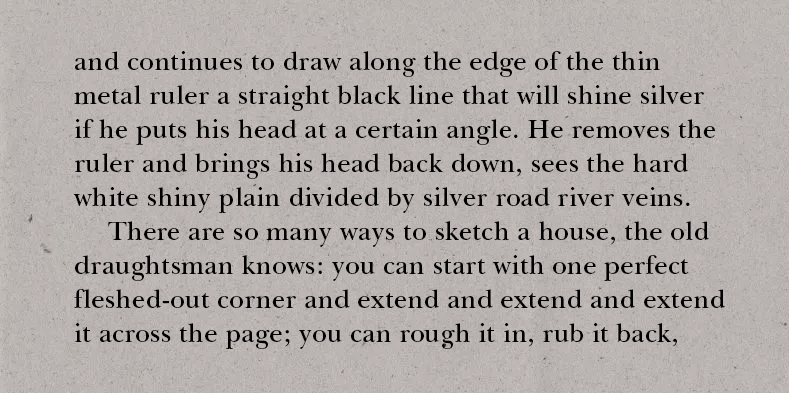 and continues to draw along the edge of the thin
metal ruler a straight black line that will shine silver
if he puts his head at a certain angle. He removes the
ruler and brings his head back down, sees the hard
white shiny plain divided by silver road river veins.
There are so many ways to sketch a house, the old
draughtsman knows: you can start with one perfect
fleshed-out corner and extend and extend and extend
it across the page; you can rough it in, rub it back,